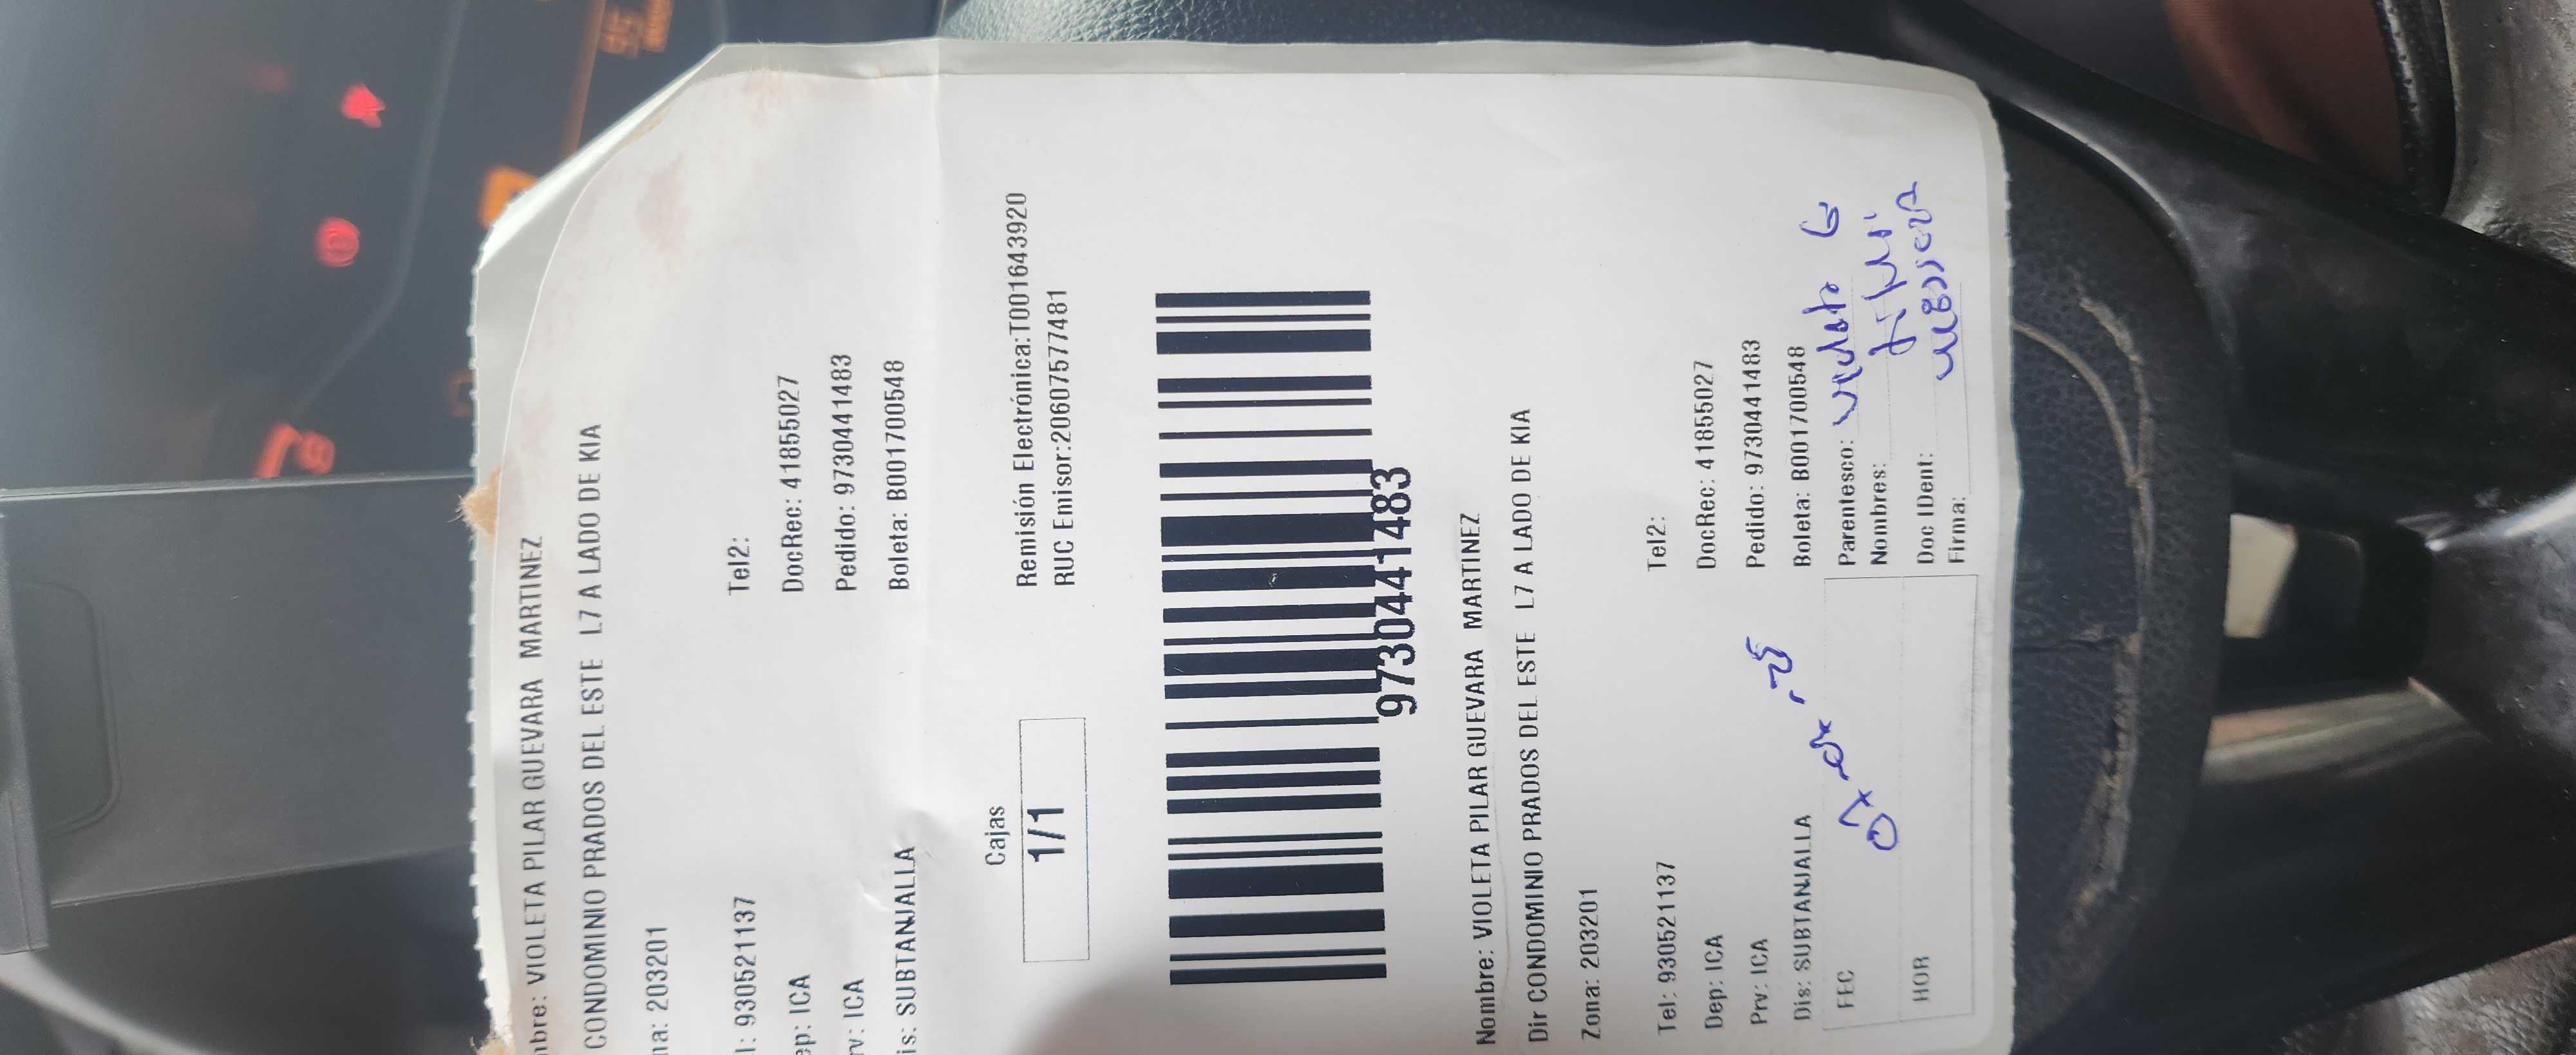 nbre: VIOLETA PILAR GUEVARA MARTINEZ
CONDOMINIO PRADOS DEL ESTE L7 A LADO DE KIA
na: 203201
l: 930521137 Tel2:
ep: ICA DocRec: 41855027
rv: ICA Pedido: 9730441483
is: SUBTANJALLA Boleta: B001700548
Cajas
1/1
Remisión Electrónica:T001643920
RUC Emisor:20607577481
9730441483
Nombre: VIOLETA PILAR GUEVARA MARTINEZ
Dir CONDOMINIO PRADOS DEL ESTE L7 A LADO DE KIA
Zona: 203201
Tel: 930521137 Tel2:
Dep: ICA DocRec: 41855027
Prv: ICA Pedido: 9730441483
Dis: SUBTANJALLA Boleta: B001700548
FEC Parentesco:
Nombres:
HOR Doc IDent:
Firma: